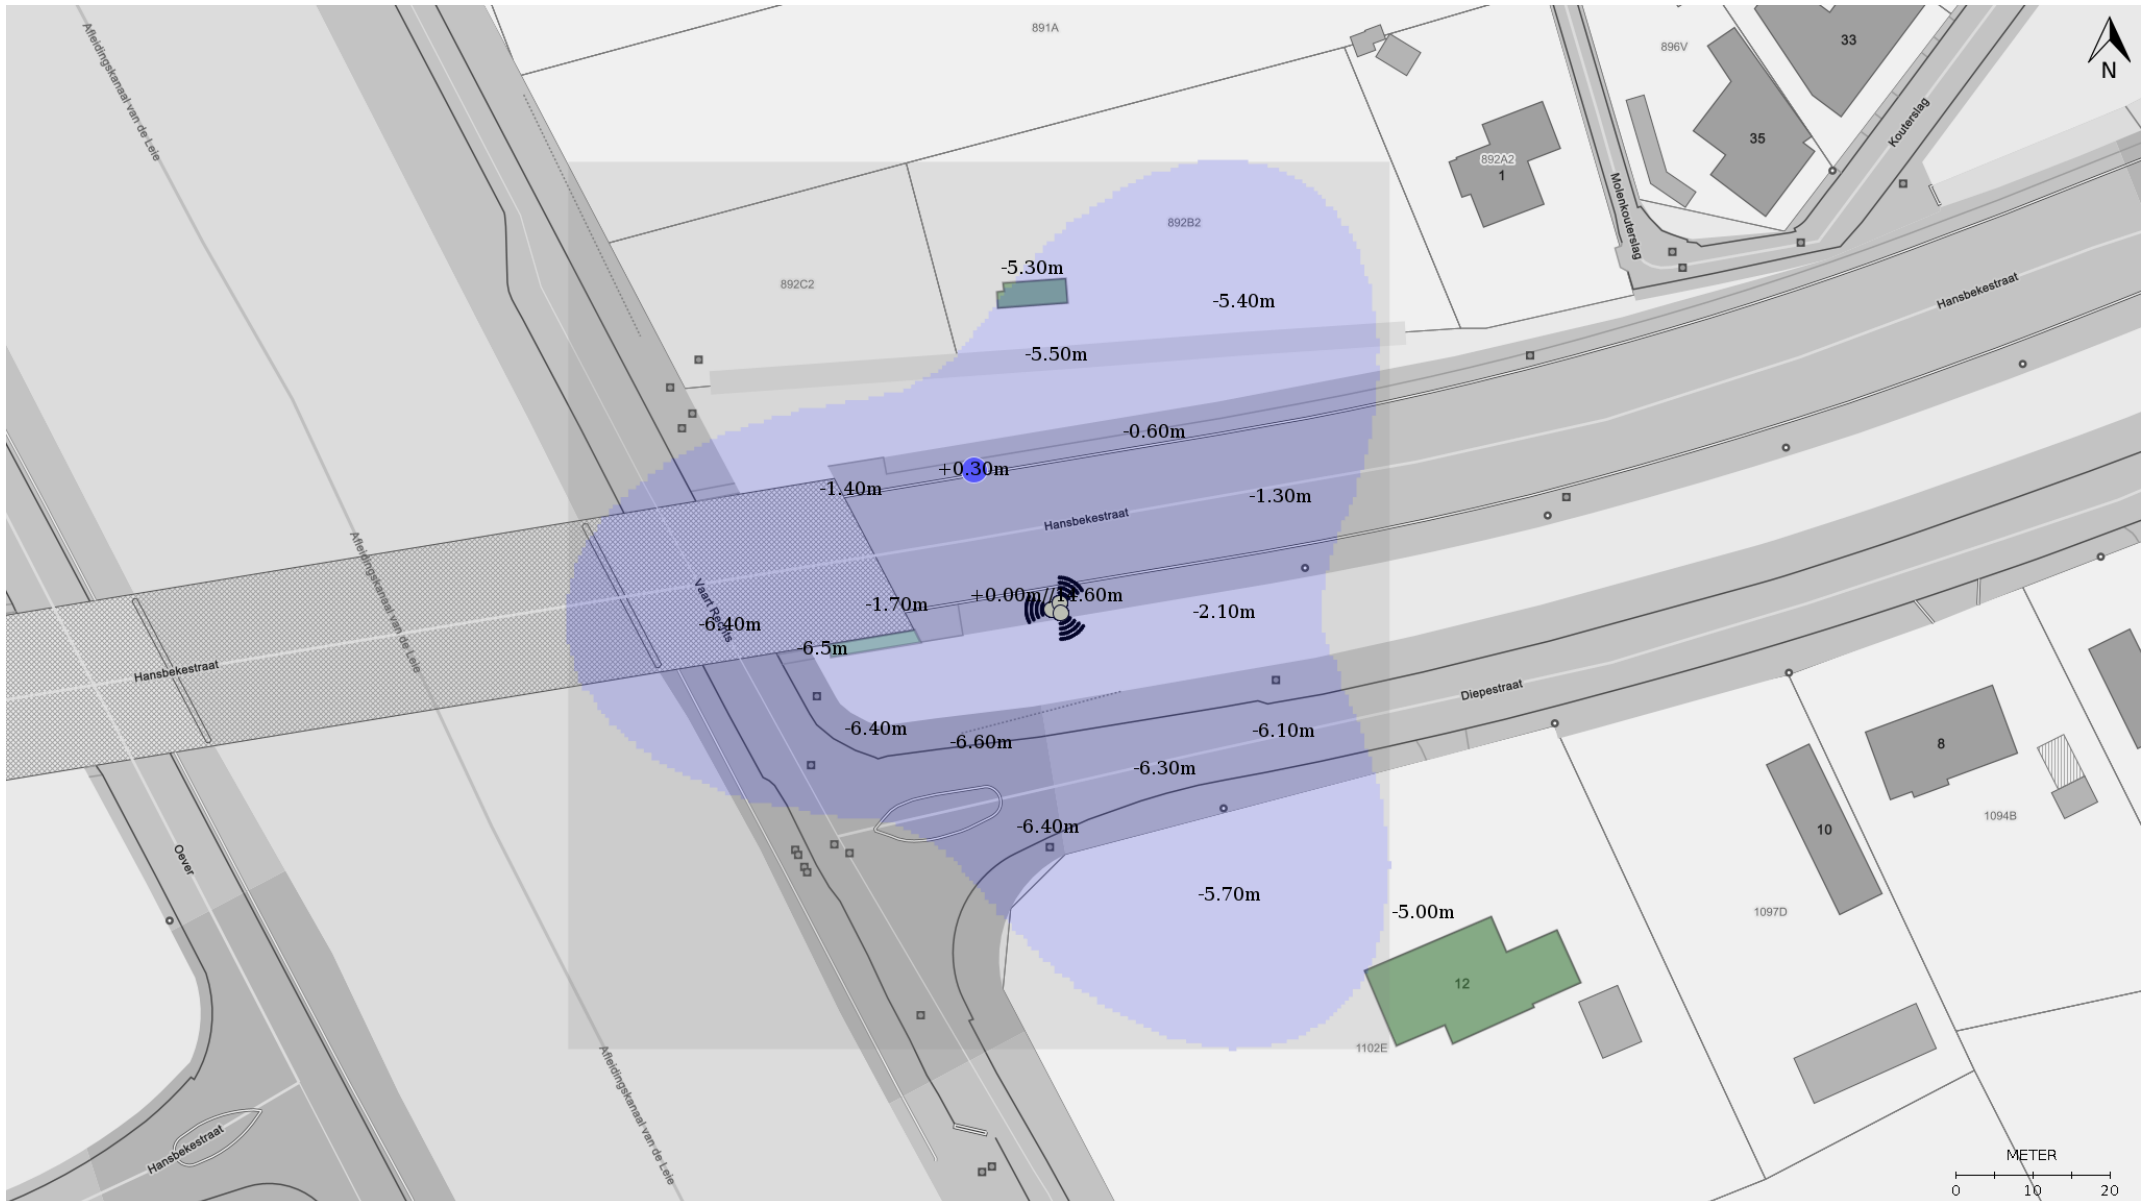 891A
896V
33
N
Afleidingskanaal van de Leie
35
Kouterslag
892A2
1
Molenkouterslag
892B2
-5.30m
892C2
-5.40m
Hansbekestraat
-5.50m
-0.60m
+0.30m
-1.40m
-1.30m
Hansbekestraat
Afleidingskanaal van de Leie
Vaart Rechts
-1.70m
-2.10m
-6.40m
-6.5m
Hansbekestraat
Diepestraat
-6.40m
-6.60m
-6.10m
-6.30m
8
10
1094B
-6.40m
Oever
-5.70m
-5.00m
1097D
12
1102E
Afleidingskanaal van de Leie
Hansbekestraat
METER
0 10 20